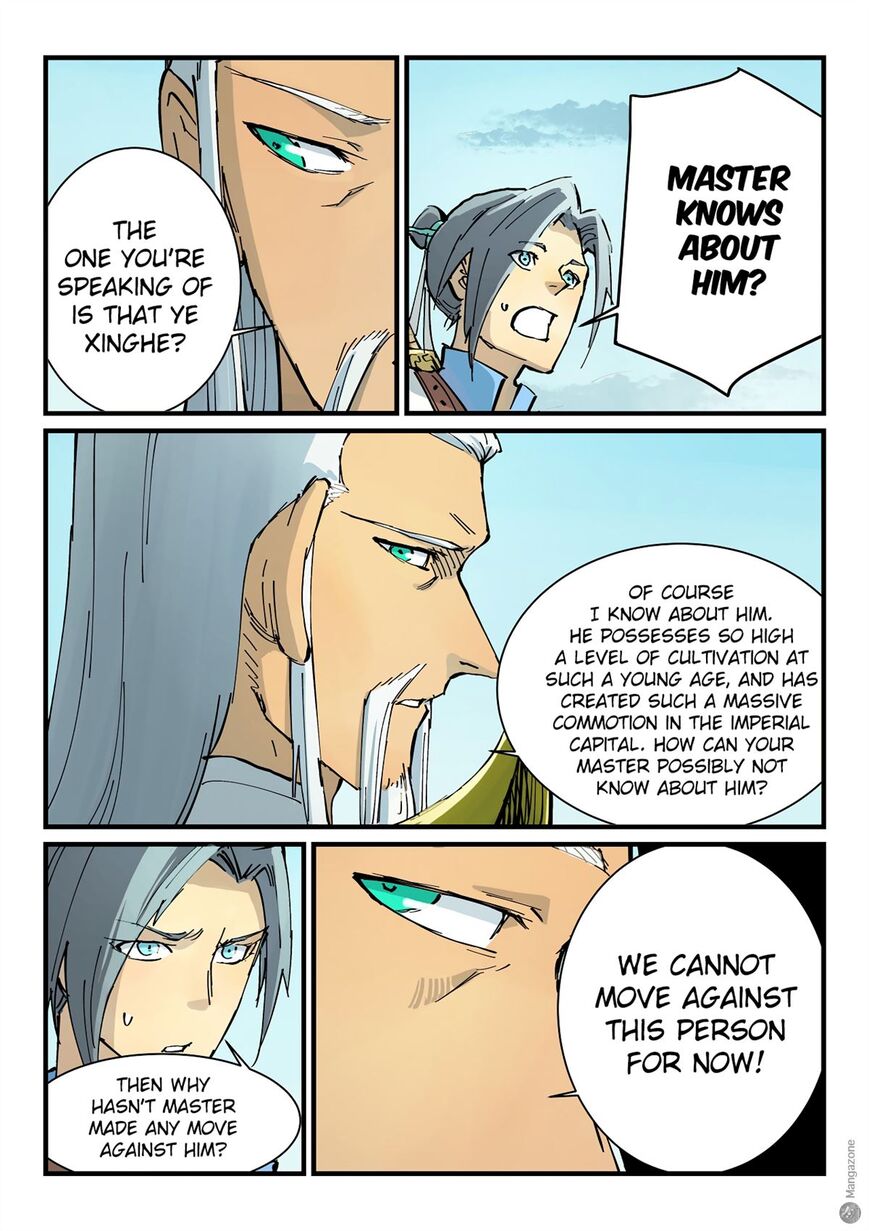 THE
ONE YOU'RE
SPEAKING OF
IS THAT YE
XINGHE?
MASTER
KNOWS
ABOUT
HIM?
OF COURSE
I KNOW ABOUT HIM.
HE POSSESSES SO HIGH
A LEVEL OF CULTIVATION AT
SUCH A YOUNG AGE, AND HAS
CREATED SUCH A MASSIVE
COMMOTION IN THE IMPERIAL
CAPITAL. HOW CAN YOUR
MASTER POSSIBLY NOT
KNOW ABOUT HIM?
THEN WHY
HASN'T MASTER
MADE ANY MOVE
AGAINST HIM?
WE CANNOT
MOVE AGAINST
THIS PERSON
FOR NOW!
Mangazone